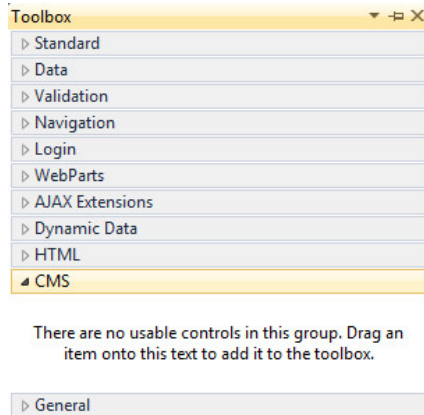 Toolbox
Standard
Data
Validation
Navigation
Login
WebParts
AJAX Extensions
Dynamic Data
HTML
CMS
There are no usable controls in this group. Drag an
item onto this text to add it to the toolbox.
General